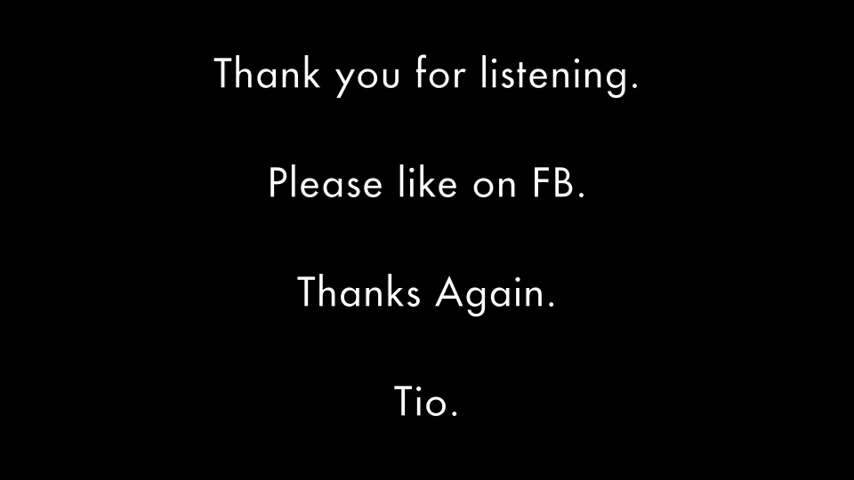 Thank you for listening.
Please like on FB.
Thanks Again.
Tio.